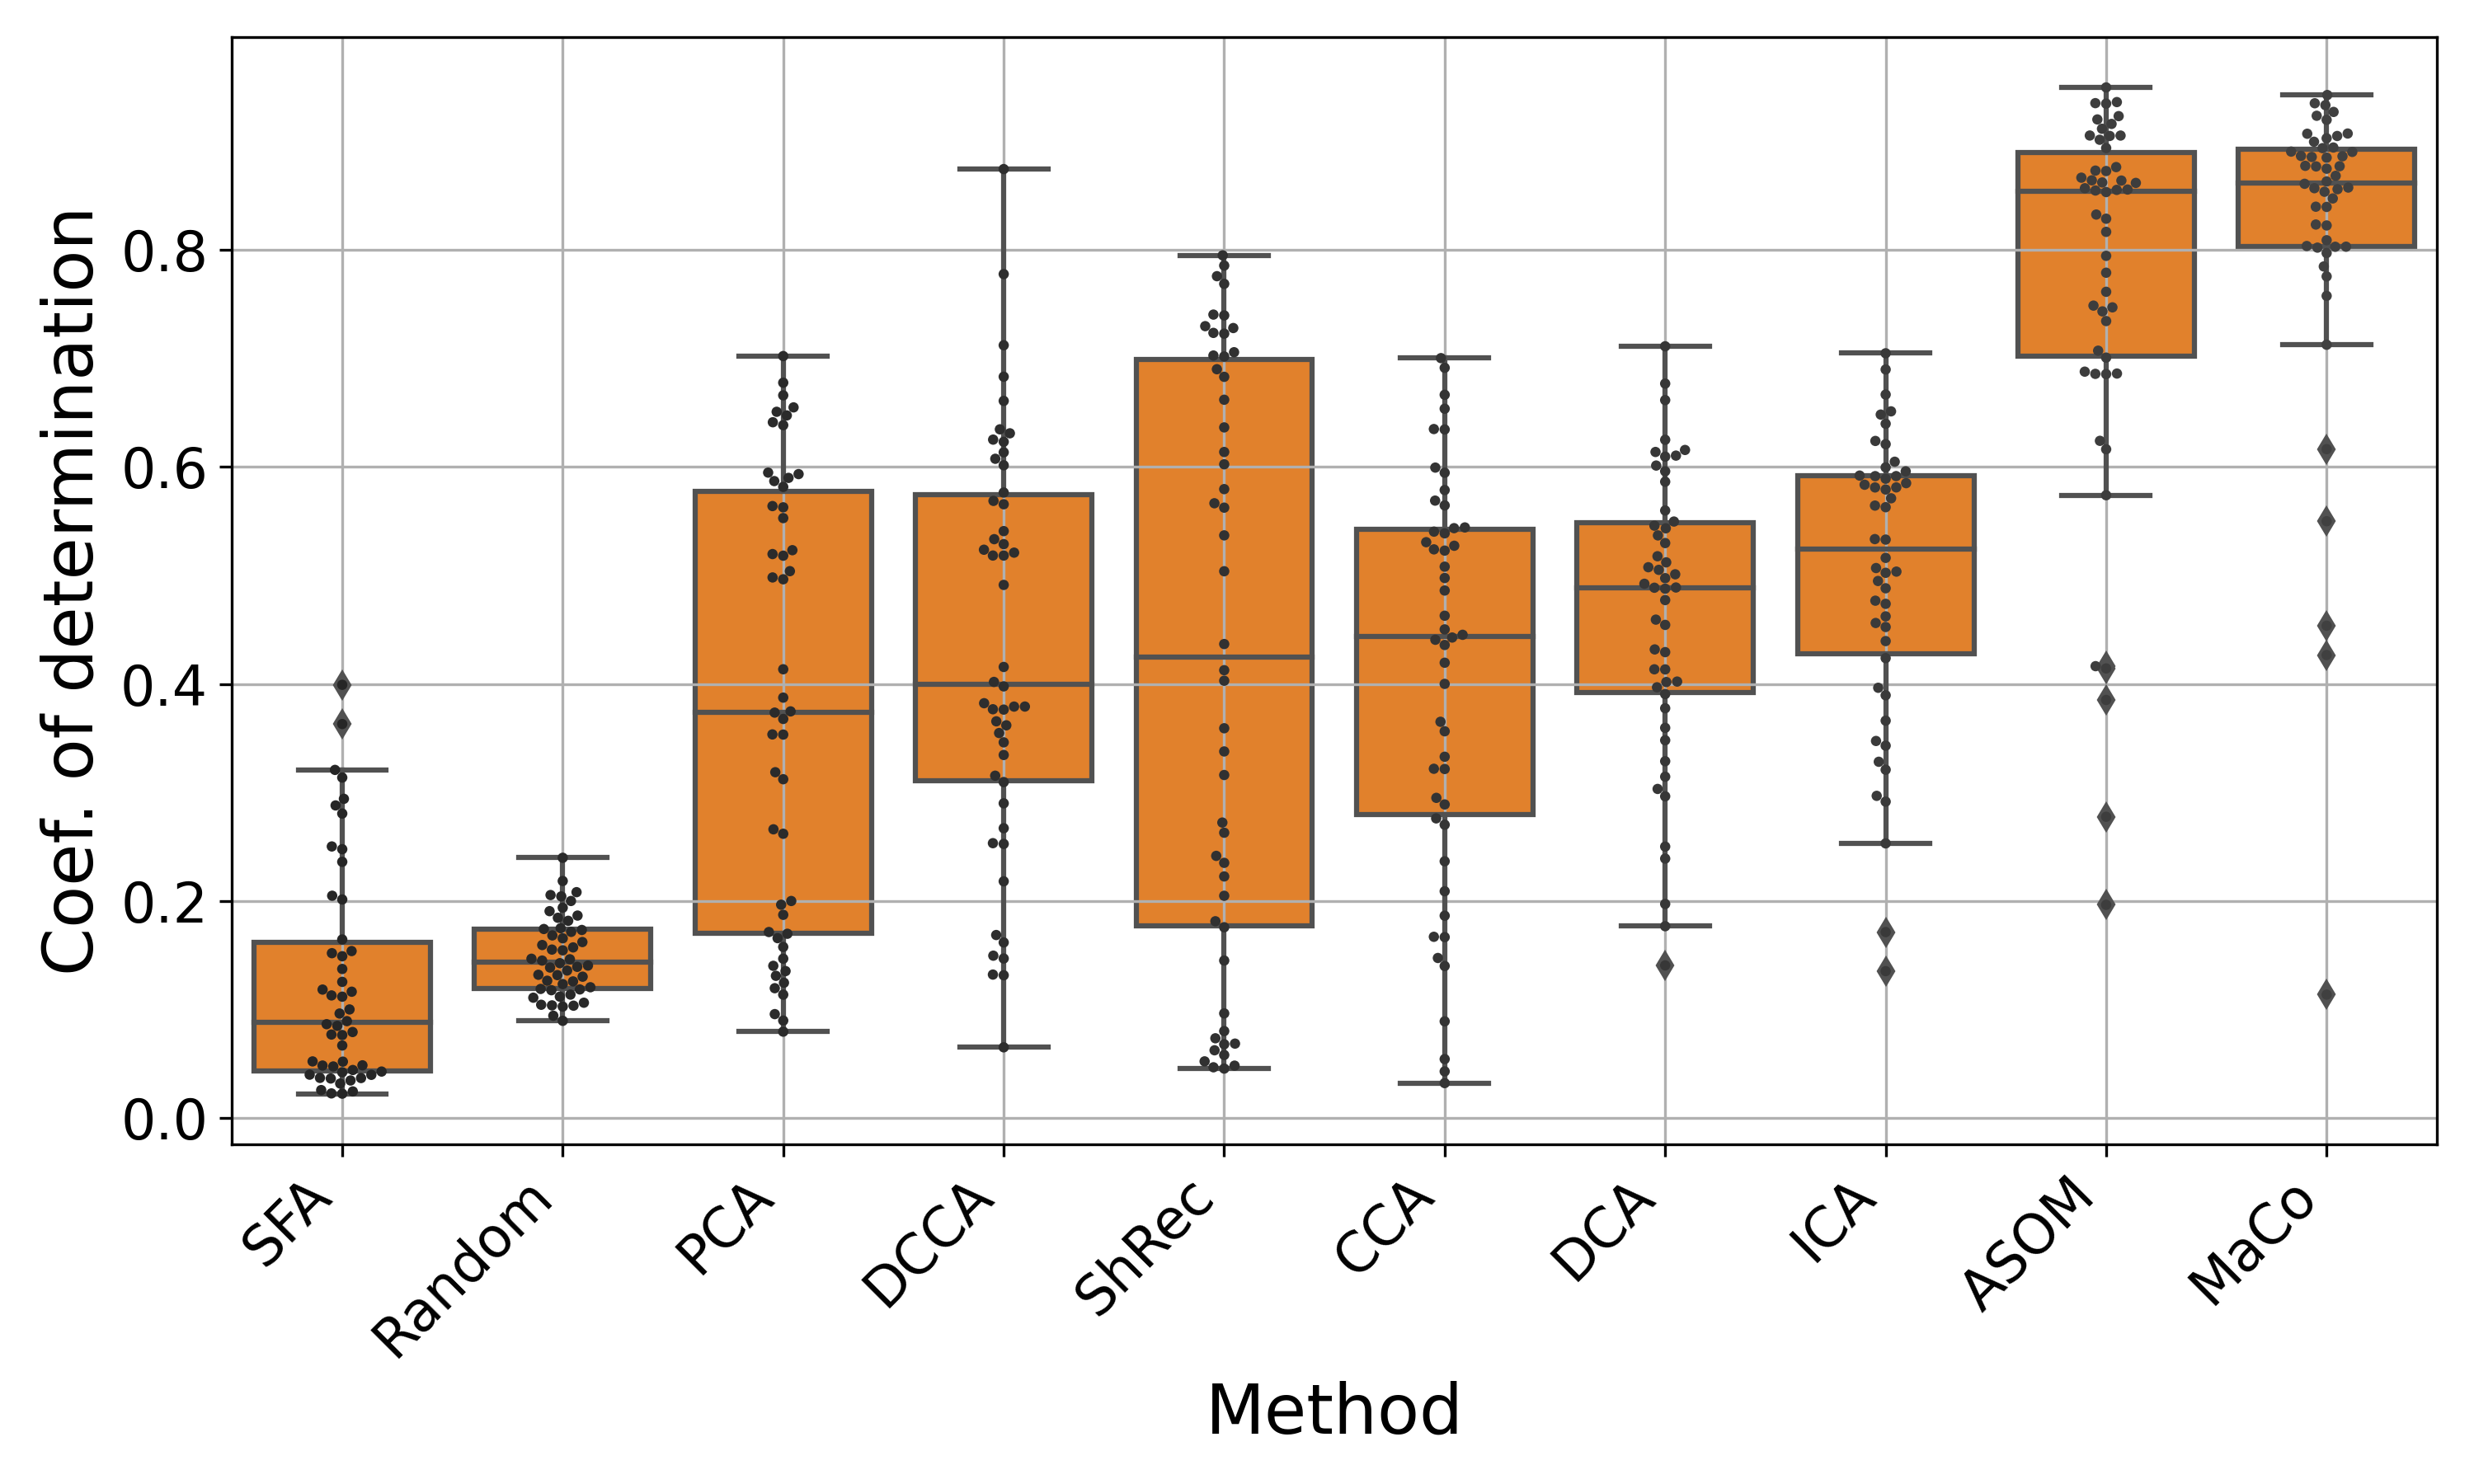 Coef. of determination
0.8
0.6
0.4
0.2
0.0
SFA
Random
PCA
DCCA
ShRec
CCA
DCA
ICA
ASOM
MaCo
Method